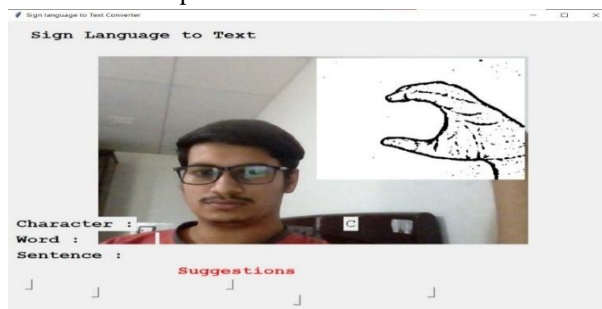 Sign language to Text Converter
Sign Language to Text
Character : C
Word :
Sentence :
Suggestions